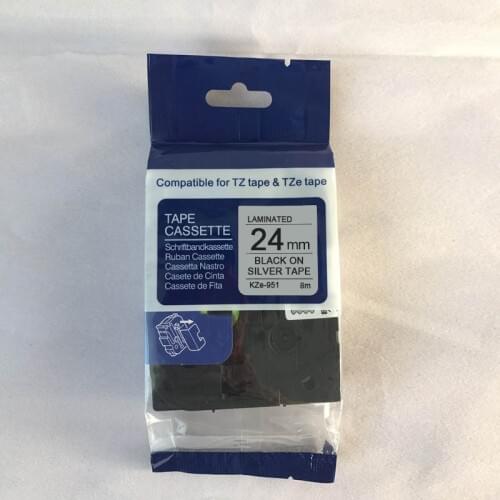 Compatible for TZ tape & TZe tape
TAPE
CASSETTE
Schriftbandkassette
Ruban Cassette
Cassetta Nastro
Casete de Cinta
Cassete de Fita
LAMINATED
24 mm
BLACK ON
SILVER TAPE
KZe-951 8m